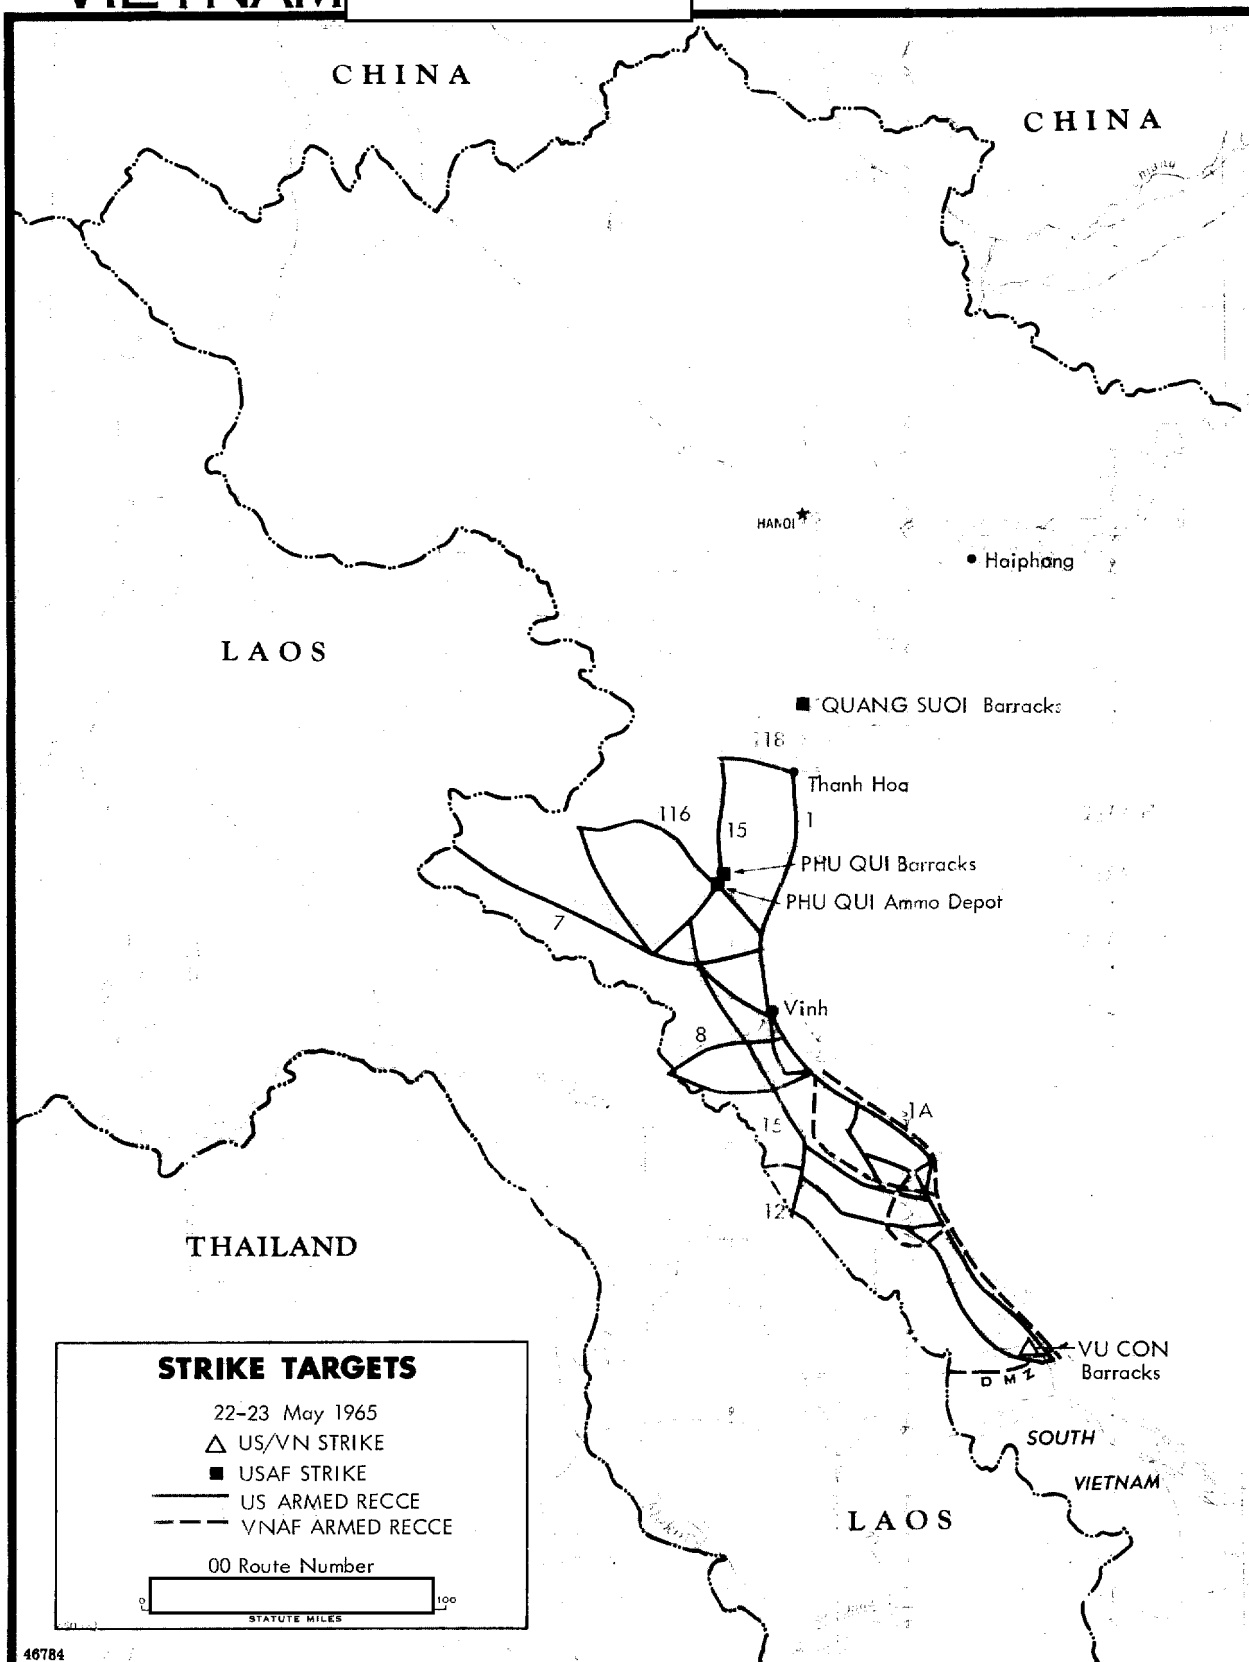 VIETNAM
CHINA
CHINA
HANOI
Haiphong
LAOS
QUANG SUOI Barracks
118
Thanh Hoa
116
15
1
PHU QUI Barracks
PHU QUI Ammo Depot
7
Vinh
8
1A
15
12
THAILAND
VU CON
Barracks
DMZ
SOUTH
VIETNAM
LAOS
STRIKE TARGETS
22-23 May 1965
US/VN STRIKE
USAF STRIKE
US ARMED RECCE
VNAF ARMED RECCE
00 Route Number
0 100
STATUTE MILES
46784